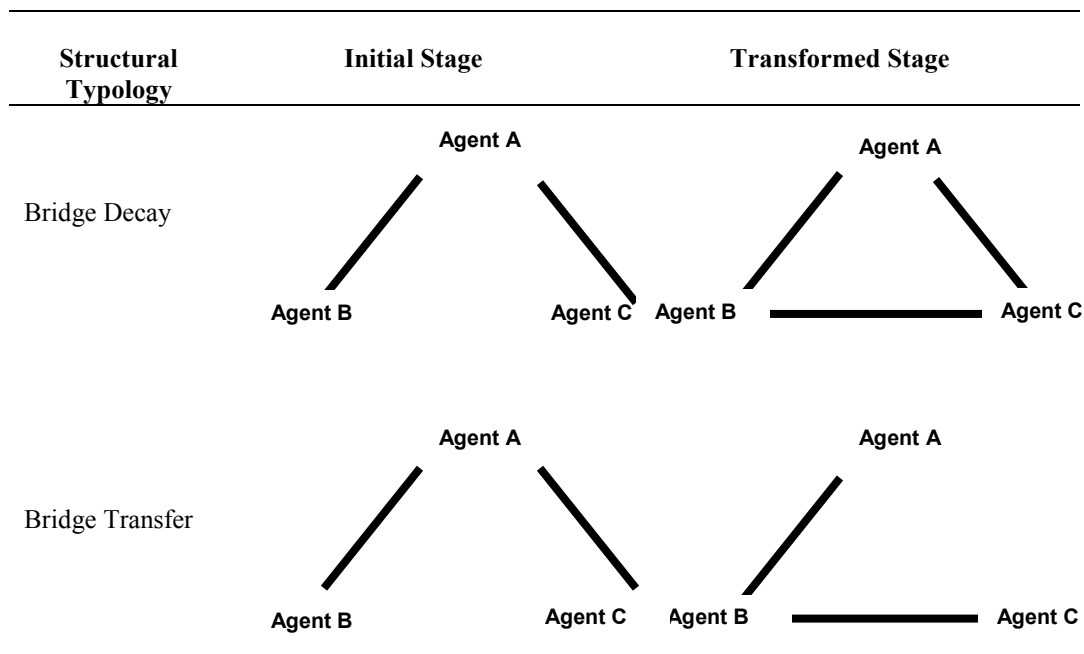 Structural Typology
Initial Stage
Transformed Stage
Agent A
Agent A
Bridge Decay
Agent B
Agent C
Agent B
Agent C
Agent A
Agent A
Bridge Transfer
Agent B
Agent C
Agent B
Agent C